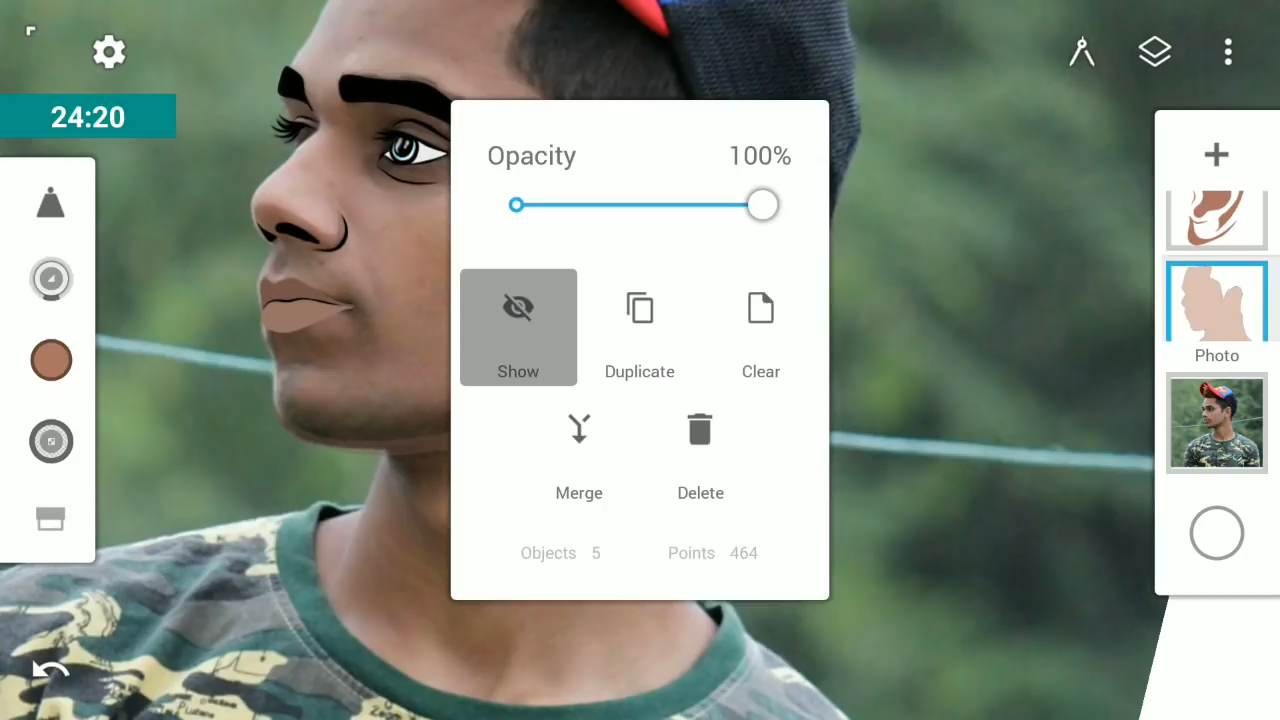 24:20
Opacity 100%
Show Duplicate Clear
Merge Delete
Objects 5 Points 464
Photo